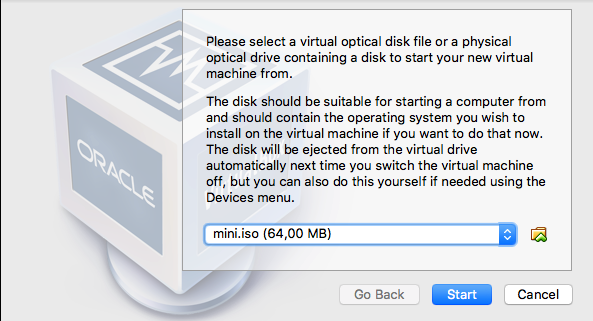 Please select a virtual optical disk file or a physical
optical drive containing a disk to start your new virtual
machine from.
The disk should be suitable for starting a computer from
and should contain the operating system you wish to
install on the virtual machine if you want to do that now.
The disk will be ejected from the virtual drive
automatically next time you switch the virtual machine
off, but you can also do this yourself if needed using the
Devices menu.
ORACLE
mini.iso (64,00 MB)
Go Back
Start
Cancel